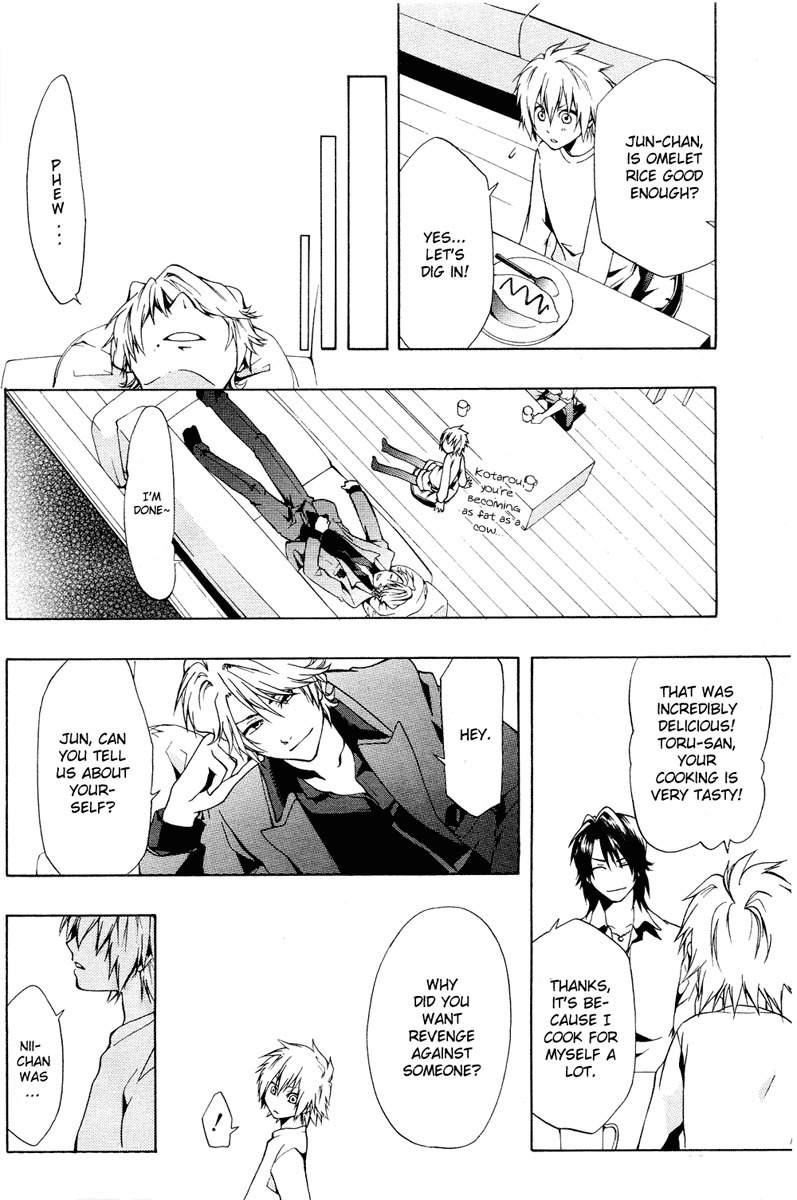 JUN-CHAN,
IS OMELET
RICE GOOD
ENOUGH?
YES...
LET'S
DIG IN!
PHEW...
I'M
DONE~
Kotarou,
you're
becoming
as fat as a
cow...
THAT WAS
INCREDIBLY
DELICIOUS!
TORU-SAN,
YOUR
COOKING IS
VERY TASTY!
THANKS,
IT'S BE-
CAUSE I
COOK FOR
MYSELF A
LOT.
HEY.
JUN, CAN
YOU TELL
US ABOUT
YOUR-
SELF?
WHY
DID YOU
WANT
REVENGE
AGAINST
SOMEONE?
!
NII-
CHAN
WAS
...